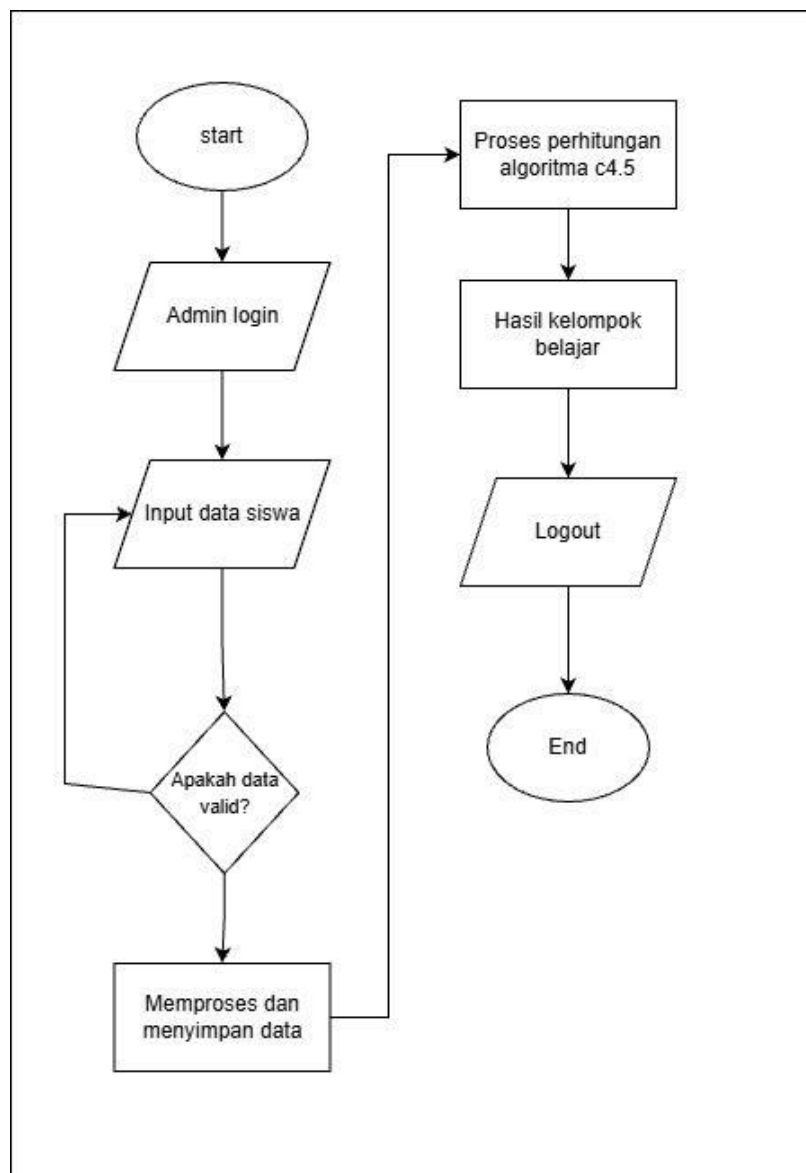 start
Admin login
Input data siswa
Apakah data
valid?
Memproses dan
menyimpan data
Proses perhitungan
algoritma c4.5
Hasil kelompok
belajar
Logout
End